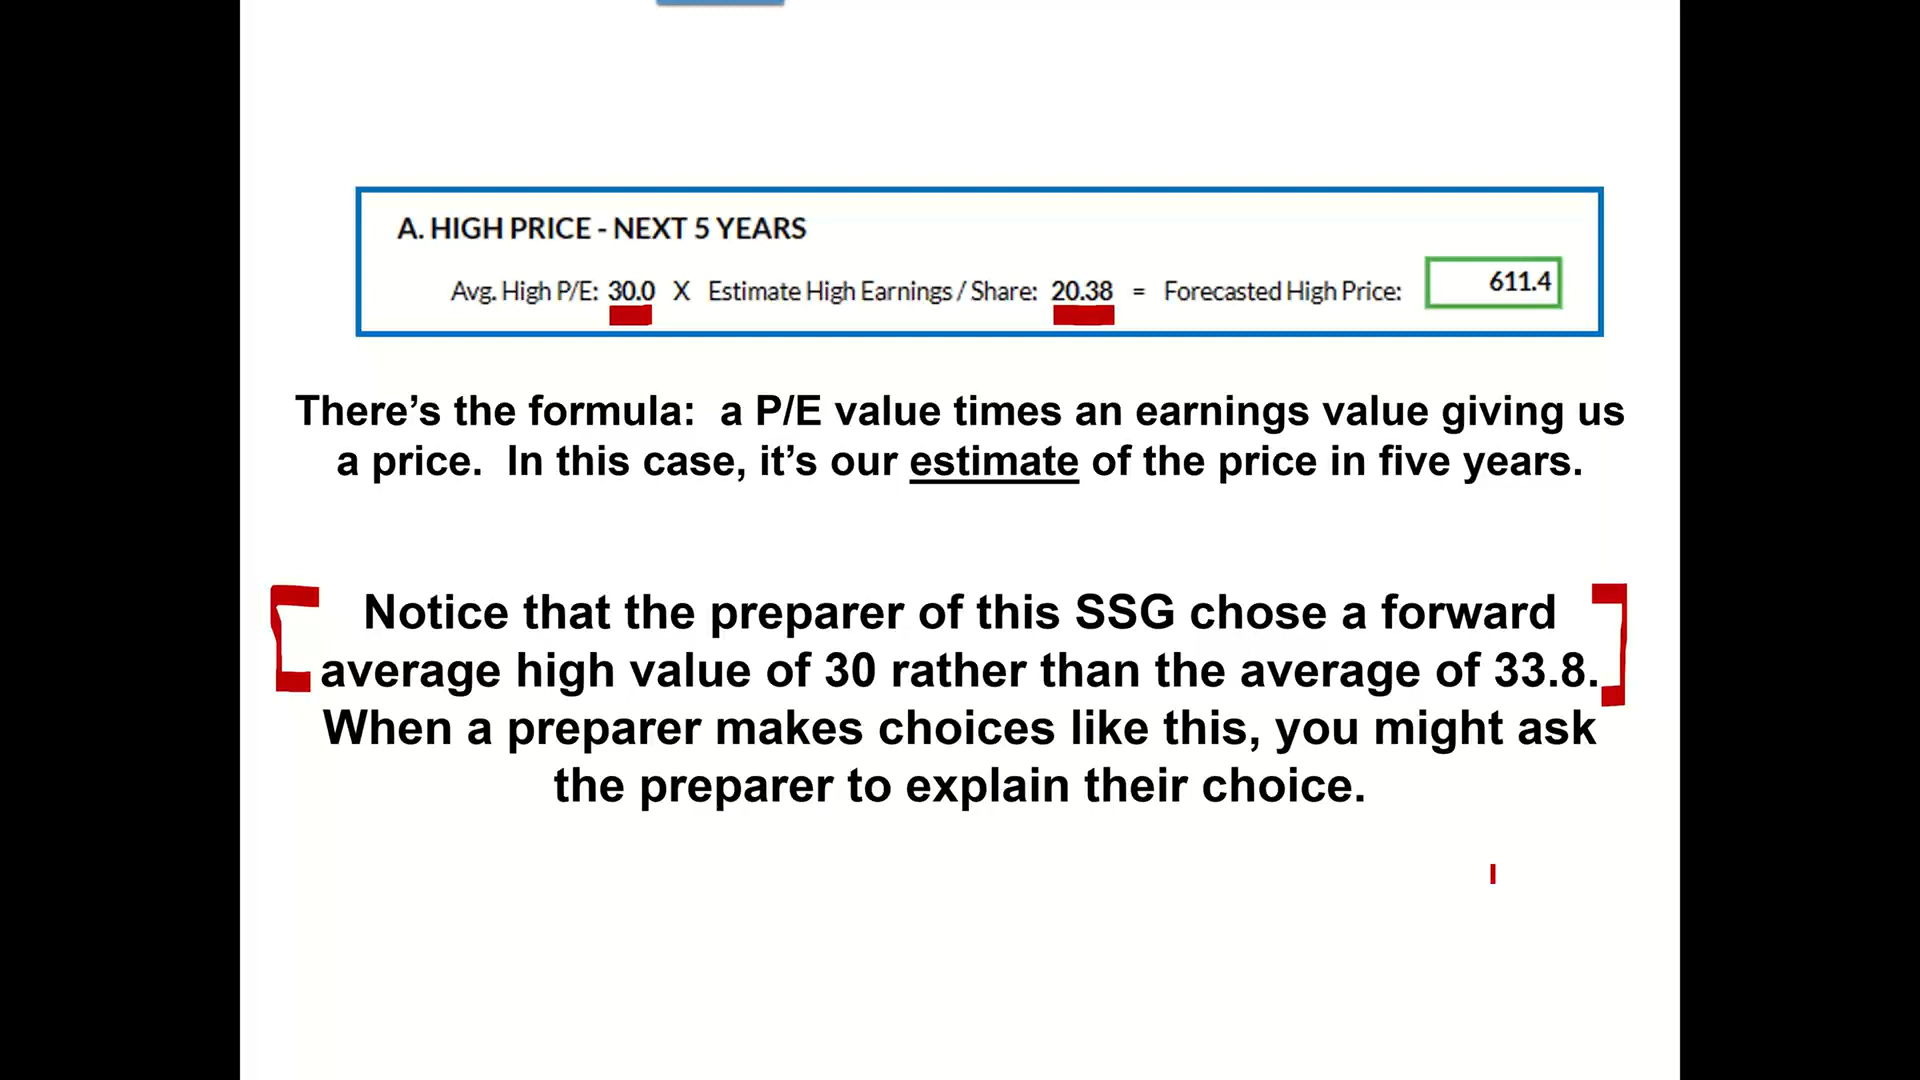 A. HIGH PRICE - NEXT 5 YEARS
Avg. High P/E: 30.0 X Estimate High Earnings / Share: 20.38 = Forecasted High Price: 611.4
There’s the formula:  a P/E value times an earnings value giving us
a price.  In this case, it’s our estimate of the price in five years.
Notice that the preparer of this SSG chose a forward
average high value of 30 rather than the average of 33.8.
When a preparer makes choices like this, you might ask
the preparer to explain their choice.